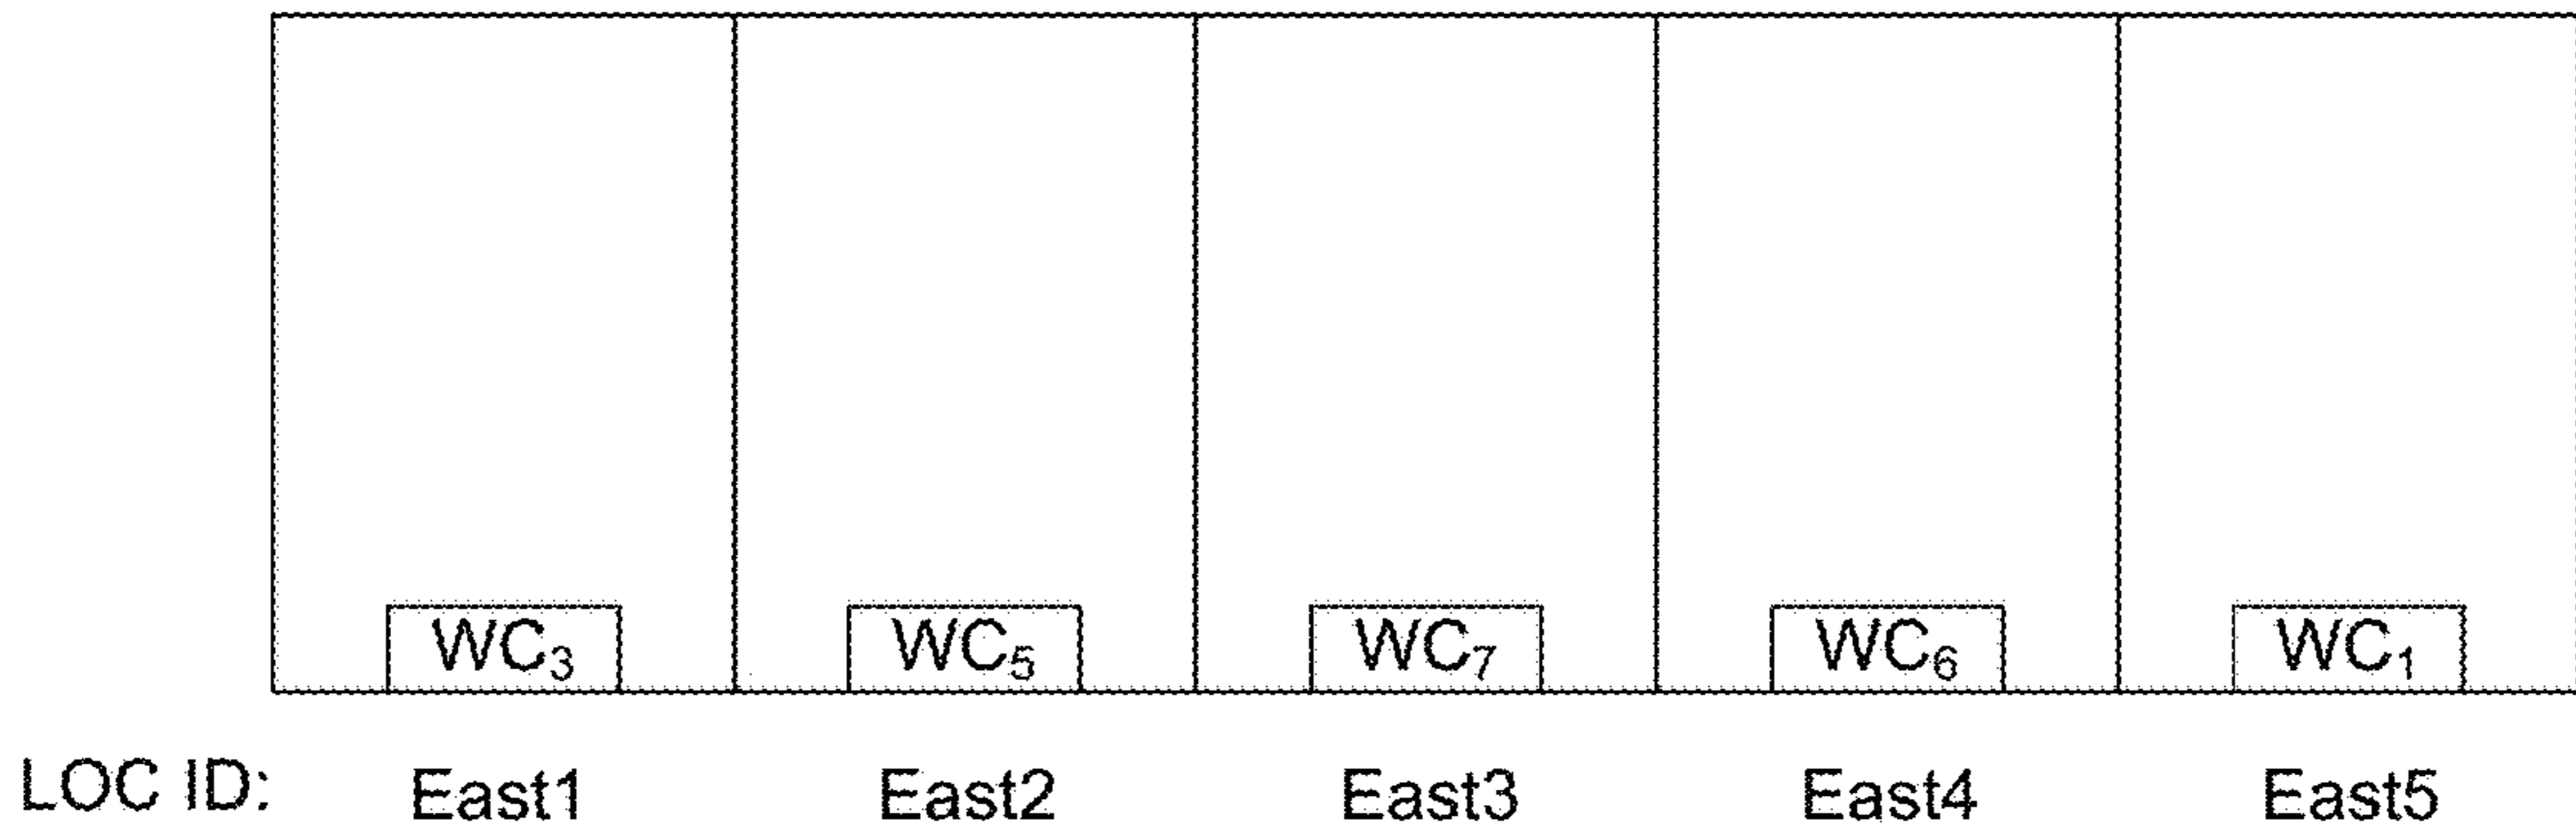 WC₃ WC₅ WC₇ WC₆ WC₁
LOC ID: East1 East2 East3 East4 East5